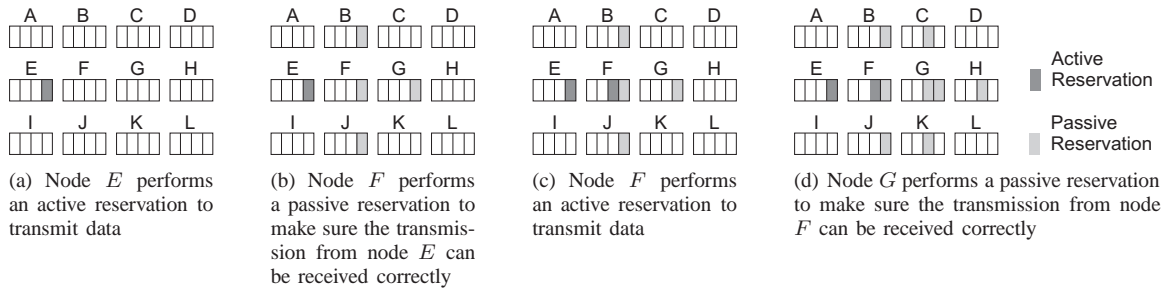 A B C D
E F G H
I J K L
(a) Node E performs
an active reservation to
transmit data
A B C D
E F G H
I J K L
(b) Node F performs
a passive reservation to
make sure the transmis-
sion from node E can
be received correctly
A B C D
E F G H
I J K L
(c) Node F performs
an active reservation to
transmit data
A B C D
E F G H
I J K L
(d) Node G performs a passive reservation
to make sure the transmission from node
F can be received correctly
Active
Reservation
Passive
Reservation